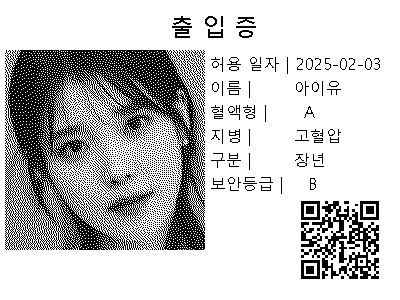 출 입 증
허용 일자 | 2025-02-03
이름 | 아이유
혈액형 | A
지병 | 고혈압
구분 | 장년
보안등급 | B